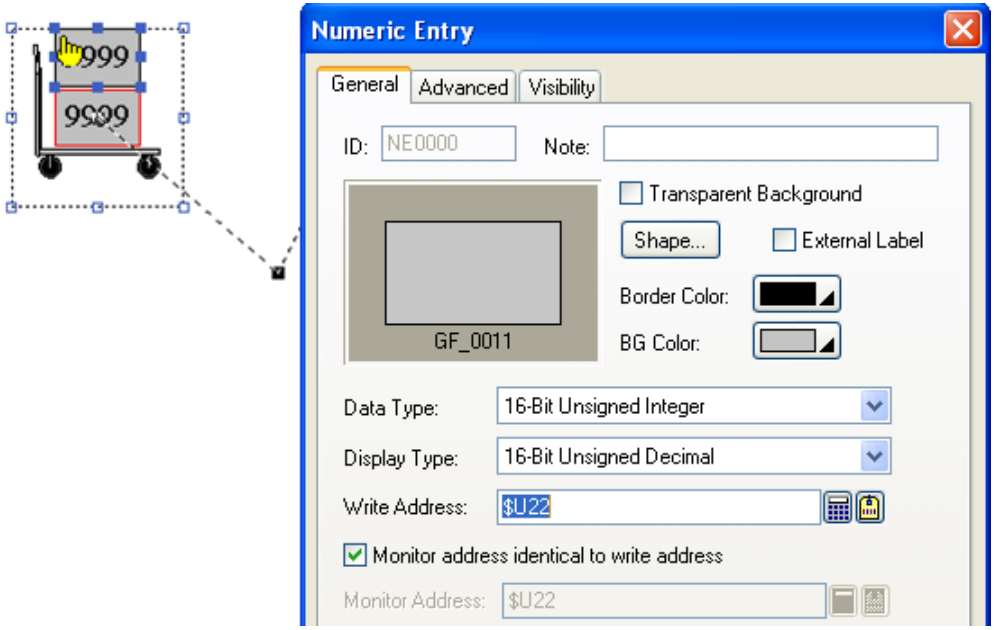 Numeric Entry
General Advanced Visibility
9999
ID: NE0000 Note:
Transparent Background
Shape... External Label
Border Color:
GF_0011 BG Color:
Data Type: 16-Bit Unsigned Integer
Display Type: 16-Bit Unsigned Decimal
Write Address: $U22
Monitor address identical to write address
Monitor Address: $U22